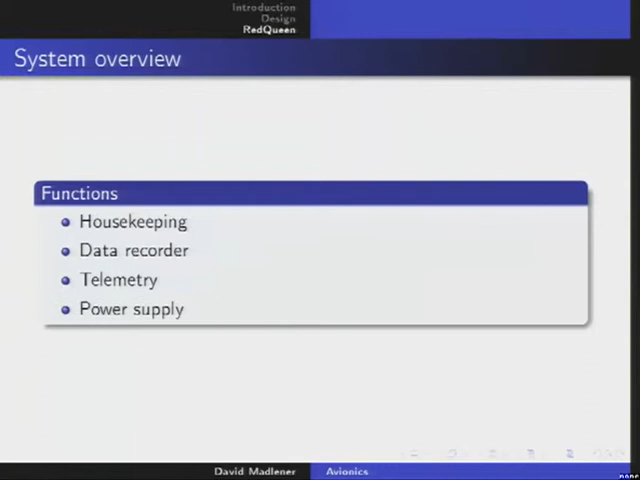 Introduction
Design
RedQueen
System overview
Functions
Housekeeping
Data recorder
Telemetry
Power supply
David Madlener
Avionics